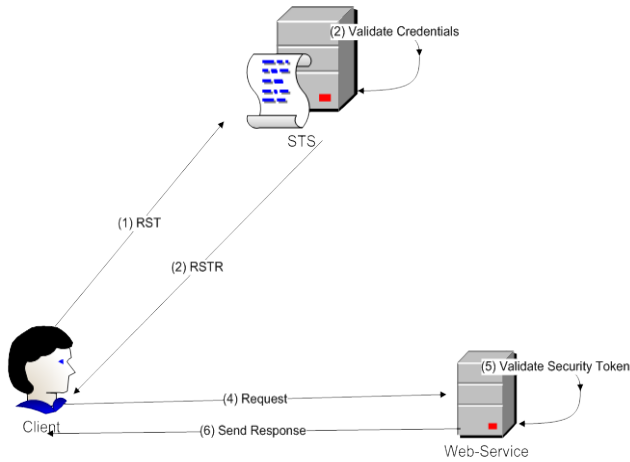 (2) Validate Credentials
STS
(1) RST
(2) RSTR
(5) Validate Security Token
(4) Request
Client
(6) Send Response
Web-Service